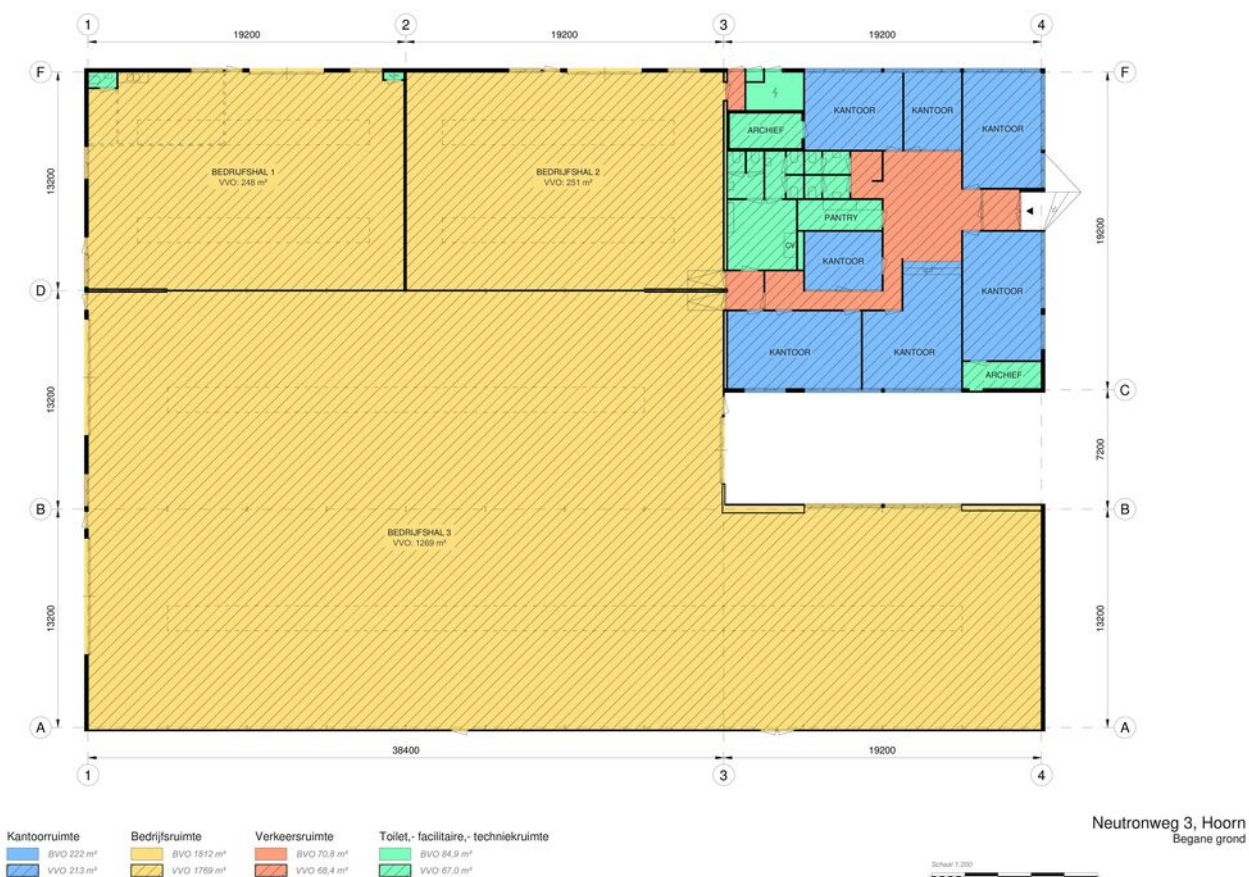 1
2
3
4
19200
19200
19200
F
F
ARCHIEF
KANTOOR
KANTOOR
KANTOOR
BEDRIJFSHAL 1
VVO: 248 m²
BEDRIJFSHAL 2
VVO: 251 m²
13200
PANTRY
19200
CV
KANTOOR
D
D
KANTOOR
KANTOOR
KANTOOR
ARCHIEF
C
13200
7200
B
B
BEDRIJFSHAL 3
VVO: 1269 m²
13200
13200
A
A
38400
19200
1
3
4
Neutronweg 3, Hoorn
Begane grond
Kantoorruimte
BVO 222 m²
VVO 213 m²
Bedrijfsruimte
BVO 1812 m²
VVO 1769 m²
Verkeersruimte
BVO 70,8 m²
VVO 68,4 m²
Toilet,- facilitaire,- techniekruimte
BVO 84,9 m²
VVO 67,0 m²
Schaal 1:200